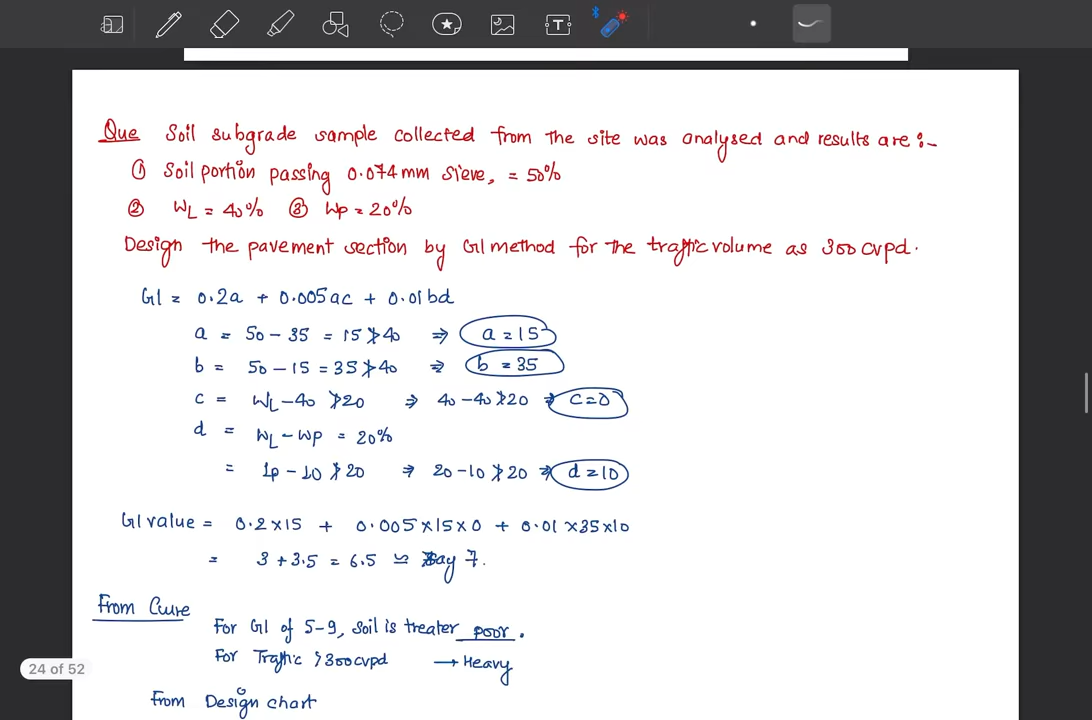 Que Soil subgrade sample collected from the site was analysed and results are :-
① Soil portion passing 0.074 mm sieve, = 50%
② WL = 40% ③ Wp = 20%
Design the pavement section by GI method for the traffic volume as 300 cvpd.
GI = 0.2a + 0.005ac + 0.01bd
a = 50 - 35 = 15 ≯ 40 ⇒ a = 15
b = 50 - 15 = 35 ≯ 40 ⇒ b = 35
c = WL - 40 ≯ 20 ⇒ 40 - 40 ≯ 20 ⇒ c = 0
d = WL - Wp = 20%
= Ip - 10 ≯ 20 ⇒ 20 - 10 ≯ 20 ⇒ d = 10
GI value = 0.2 × 15 + 0.005 × 15 × 0 + 0.01 × 35 × 10
= 3 + 3.5 = 6.5 ≃ say 7.
From Curve
For GI of 5-9, Soil is treater poor.
For Traffic > 300 cvpd → Heavy
24 of 52
From Design chart